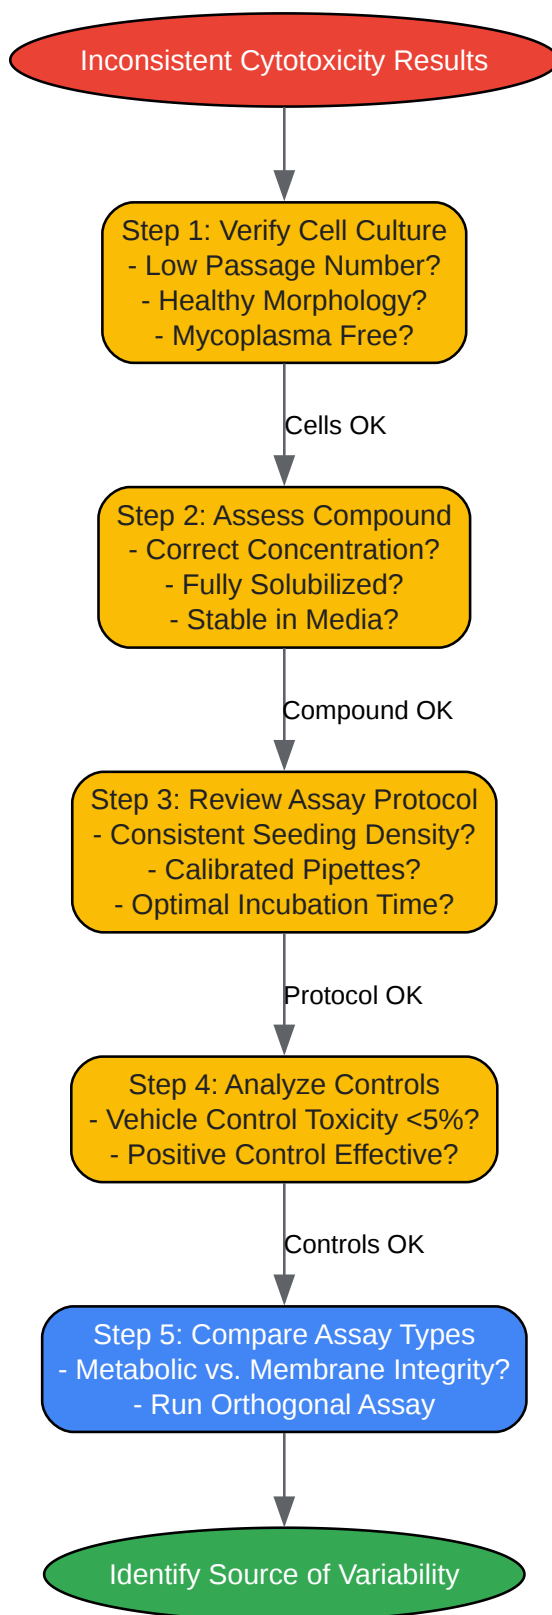 Inconsistent Cytotoxicity Results
Step 1: Verify Cell Culture
- Low Passage Number?
- Healthy Morphology?
- Mycoplasma Free?
Cells OK
Step 2: Assess Compound
- Correct Concentration?
- Fully Solubilized?
- Stable in Media?
Compound OK
Step 3: Review Assay Protocol
- Consistent Seeding Density?
- Calibrated Pipettes?
- Optimal Incubation Time?
Protocol OK
Step 4: Analyze Controls
- Vehicle Control Toxicity <5%?
- Positive Control Effective?
Controls OK
Step 5: Compare Assay Types
- Metabolic vs. Membrane Integrity?
- Run Orthogonal Assay
Identify Source of Variability